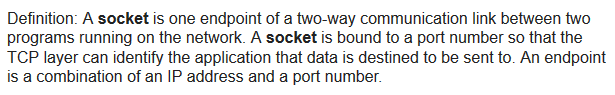 Definition: A socket is one endpoint of a two-way communication link between two
programs running on the network. A socket is bound to a port number so that the
TCP layer can identify the application that data is destined to be sent to. An endpoint
is a combination of an IP address and a port number.